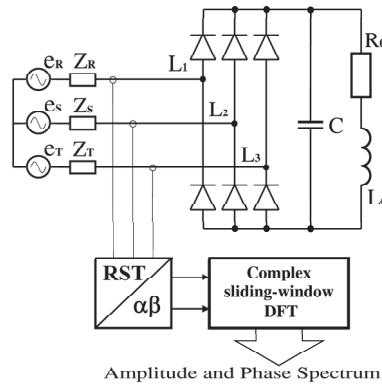 eR ZR L1
eS ZS L2
eT ZT L3
C
RST
αβ
Complex
sliding-window
DFT
Amplitude and Phase Spectrum